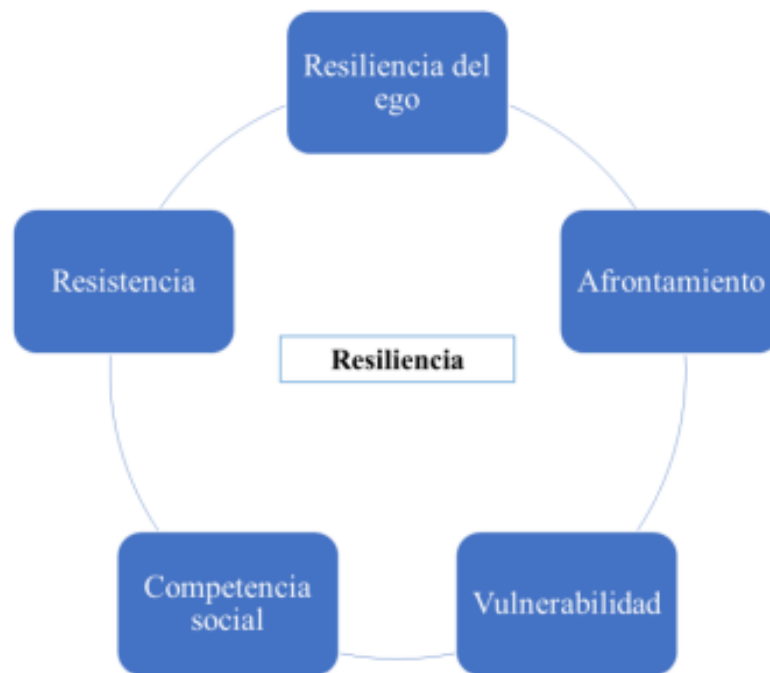 Resiliencia del
ego
Resistencia
Afrontamiento
Resiliencia
Competencia
social
Vulnerabilidad